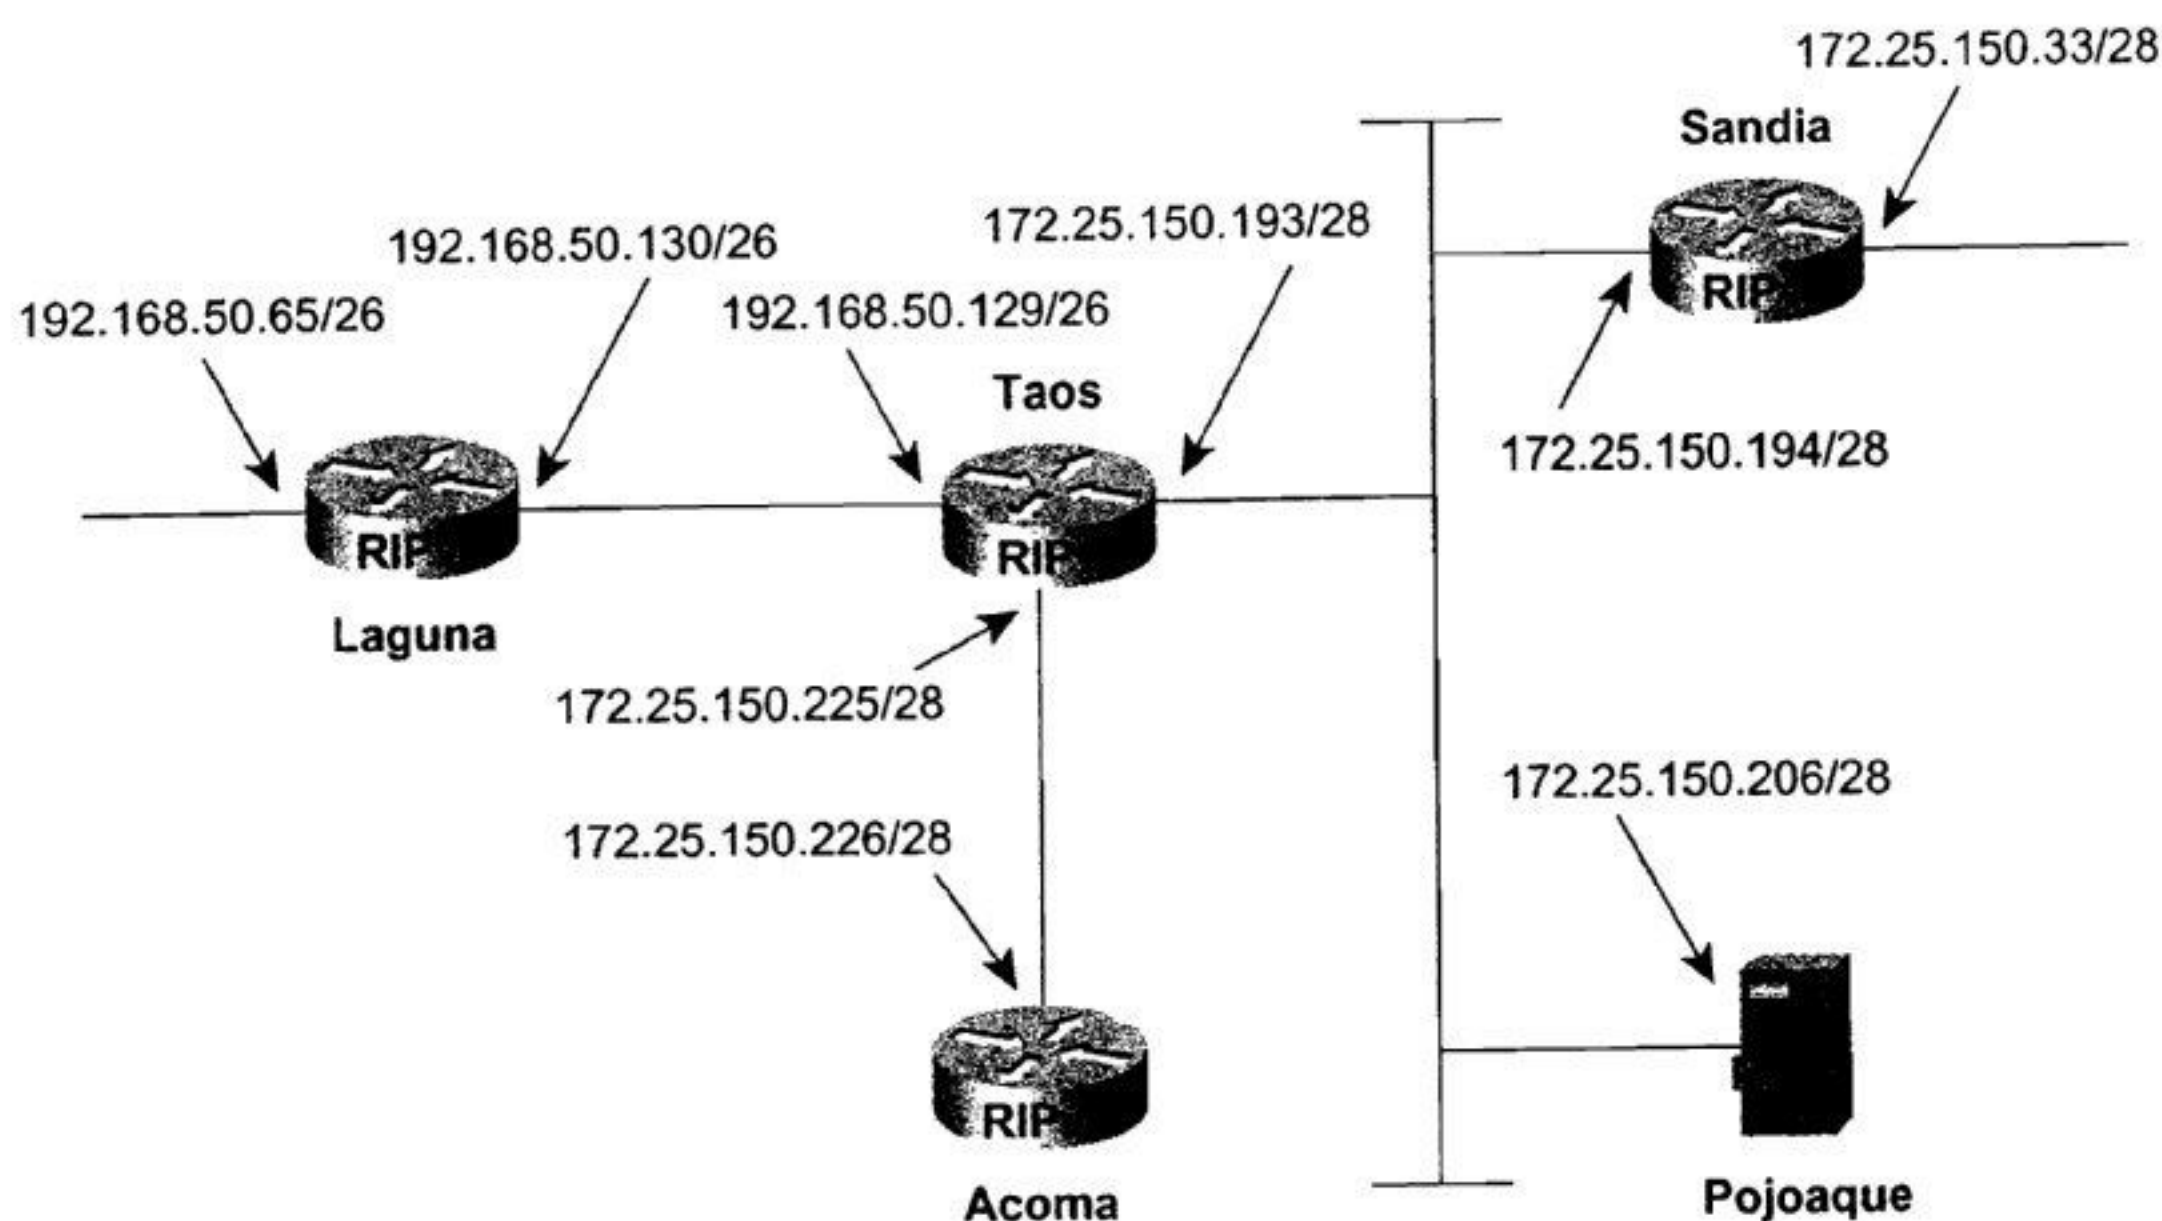 172.25.150.33/28
Sandia
172.25.150.193/28
192.168.50.130/26
192.168.50.65/26
192.168.50.129/26
RIP
Taos
172.25.150.194/28
RIP
RIP
Laguna
172.25.150.225/28
172.25.150.206/28
172.25.150.226/28
RIP
Acoma
Pojoaque